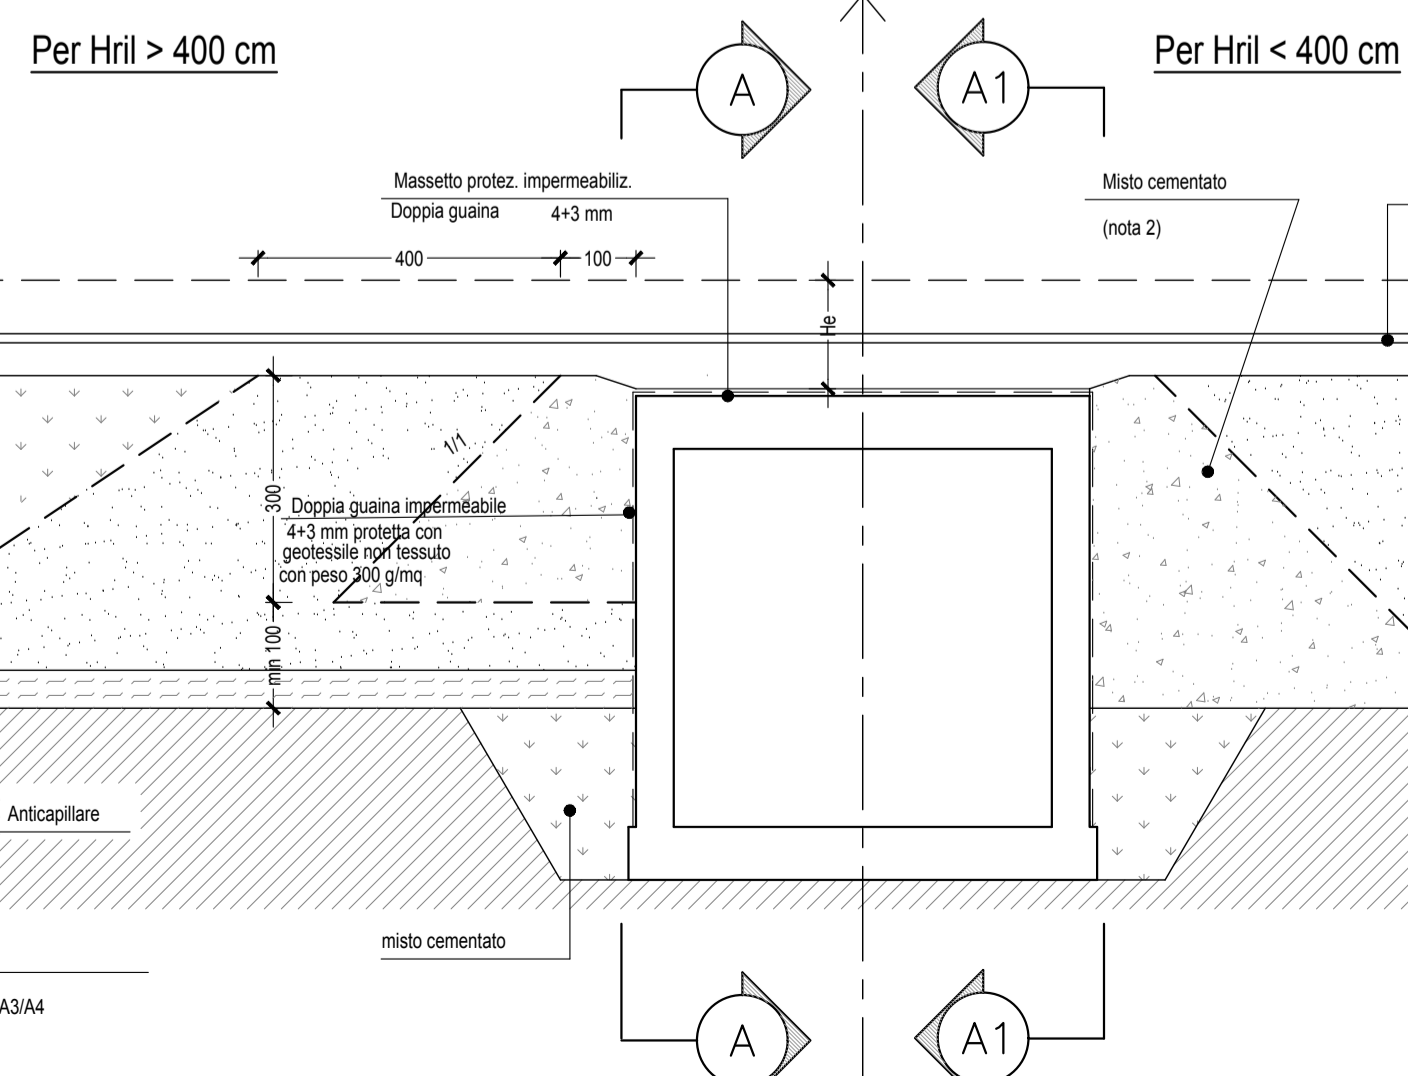 Per Hril > 400 cm
A
A1
Per Hril < 400 cm
Massetto protez. impermeabiliz.
Doppia guaina 4+3 mm
Misto cementato
(nota 2)
400
100
He
1/1
300
Doppia guaina impermeabile
4+3 mm protetta con
geotessile non tessuto
con peso 300 g/mq
min 100
Anticapillare
misto cementato
A3/A4
A
A1